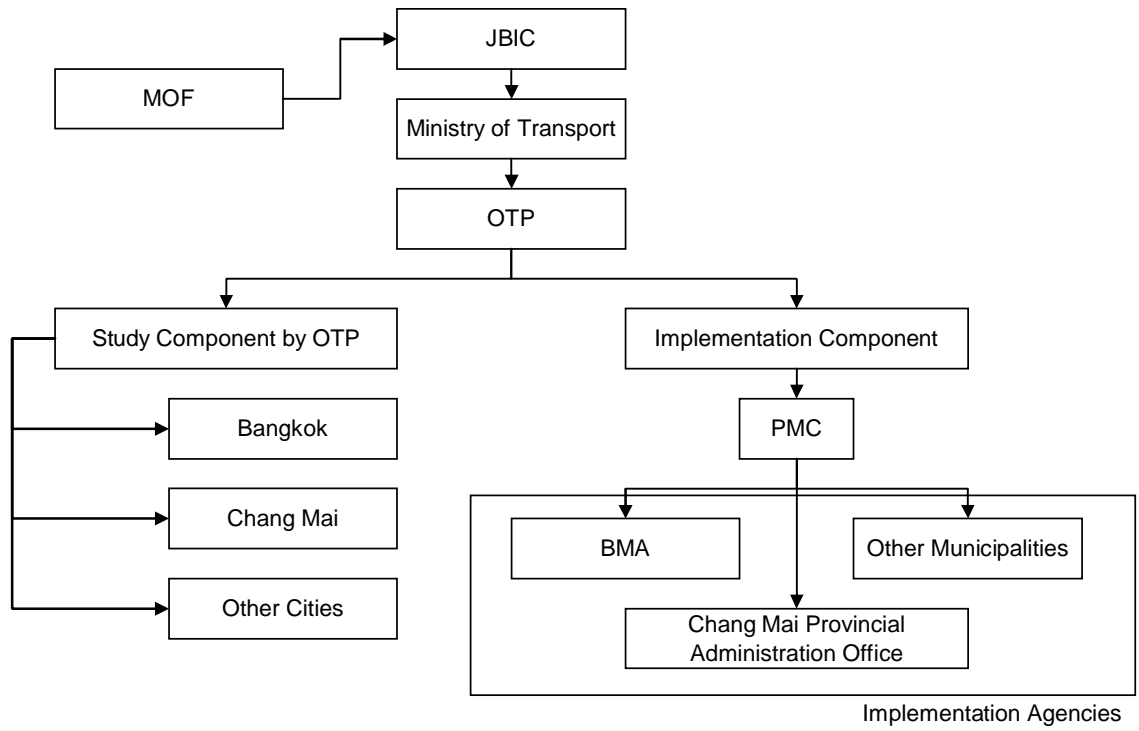 JBIC
MOF
Ministry of Transport
OTP
Study Component by OTP
Implementation Component
Bangkok
PMC
Chang Mai
BMA
Other Municipalities
Other Cities
Chang Mai Provincial
Administration Office
Implementation Agencies